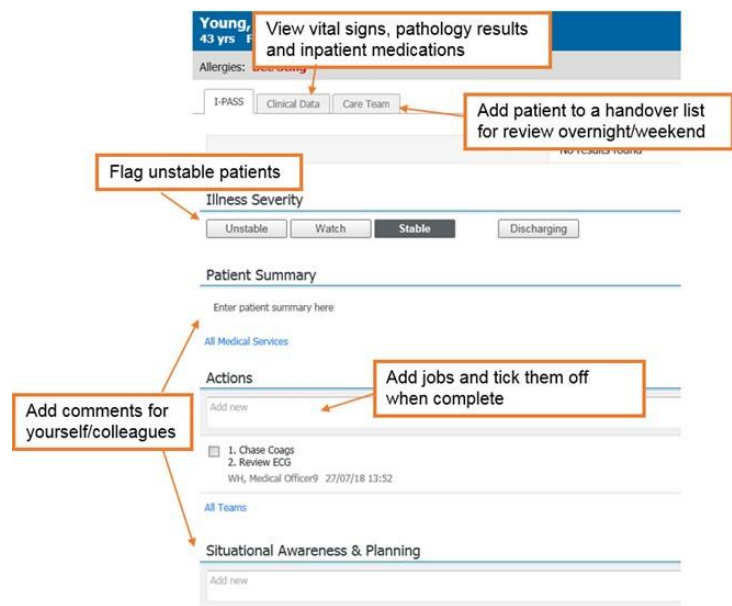 Young,
43 yrs F
View vital signs, pathology results
and inpatient medications
Allergies:
I-PASS
Clinical Data
Care Team
Add patient to a handover list
for review overnight/weekend
No results found
Flag unstable patients
Illness Severity
Unstable
Watch
Stable
Discharging
Patient Summary
Enter patient summary here
All Medical Services
Actions
Add jobs and tick them off
when complete
Add new
Add comments for
yourself/colleagues
1. Chase Coags
2. Review ECG
WH, Medical Officer9 27/07/18 13:52
All Teams
Situational Awareness & Planning
Add new